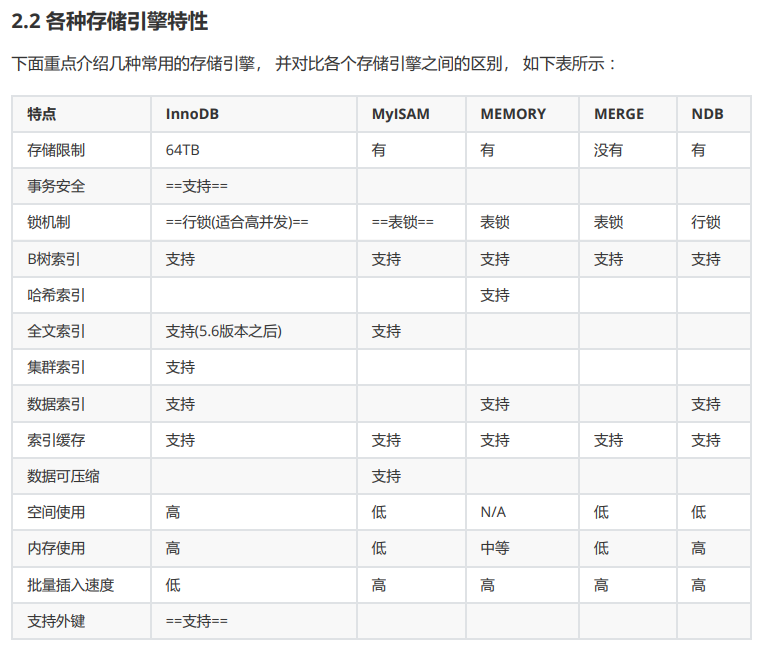 2.2 各种存储引擎特性
下面重点介绍几种常用的存储引擎， 并对比各个存储引擎之间的区别， 如下表所示 ：
特点 InnoDB MyISAM MEMORY MERGE NDB
存储限制 64TB 有 有 没有 有
事务安全 ==支持==
锁机制 ==行锁(适合高并发)== ==表锁== 表锁 表锁 行锁
B树索引 支持 支持 支持 支持 支持
哈希索引 支持
全文索引 支持(5.6版本之后) 支持
集群索引 支持
数据索引 支持 支持 支持
索引缓存 支持 支持 支持 支持 支持
数据可压缩 支持
空间使用 高 低 N/A 低 低
内存使用 高 低 中等 低 高
批量插入速度 低 高 高 高 高
支持外键 ==支持==